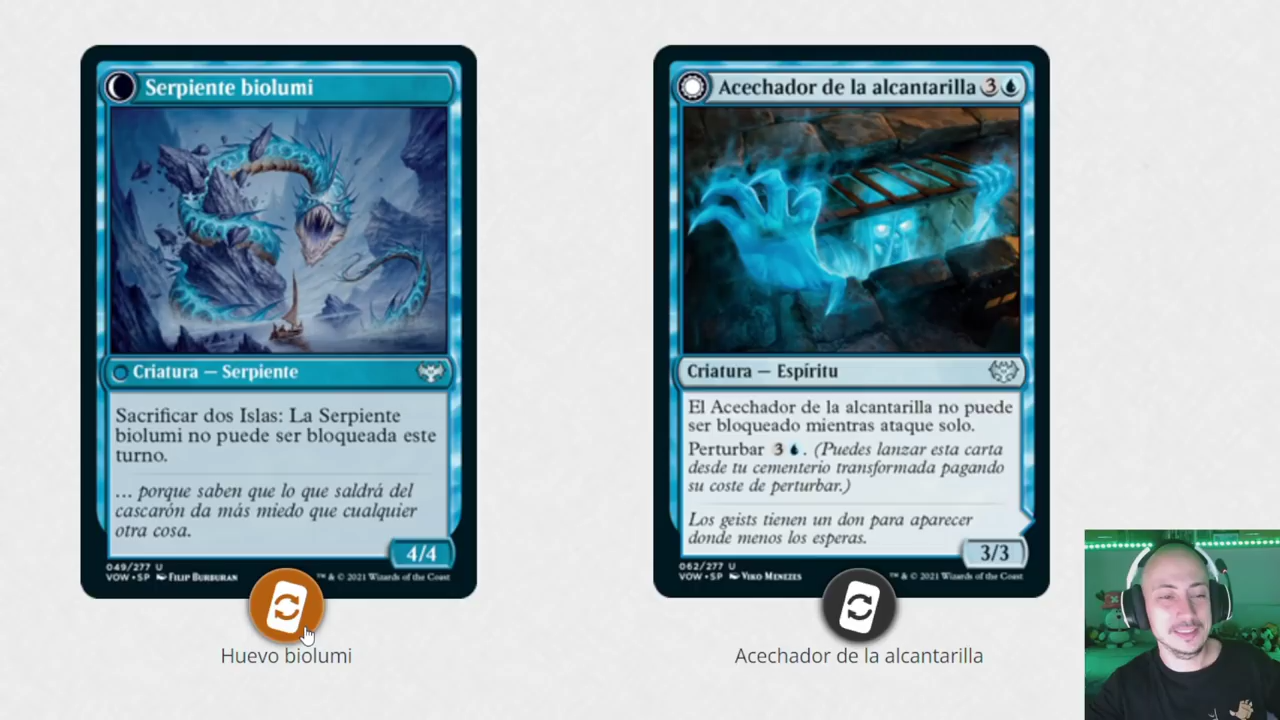 Serpiente biolumi
Criatura — Serpiente
Sacrificar dos Islas: La Serpiente
biolumi no puede ser bloqueada este
turno.
... porque saben que lo que saldrá del
cascarón da más miedo que cualquier
otra cosa.
4/4
049/277 U
VOW • SP FILIP BURBURAN ™ & © 2021 Wizards of the Coast
Huevo biolumi
Acechador de la alcantarilla 3
Criatura — Espíritu
El Acechador de la alcantarilla no puede
ser bloqueado mientras ataque solo.
Perturbar 3 . (Puedes lanzar esta carta
desde tu cementerio transformada pagando
su coste de perturbar.)
Los geists tienen un don para aparecer
donde menos los esperas.
3/3
062/277 U
VOW • SP VIKO MENEZES ™ & © 2021 Wizards of the Coast
Acechador de la alcantarilla